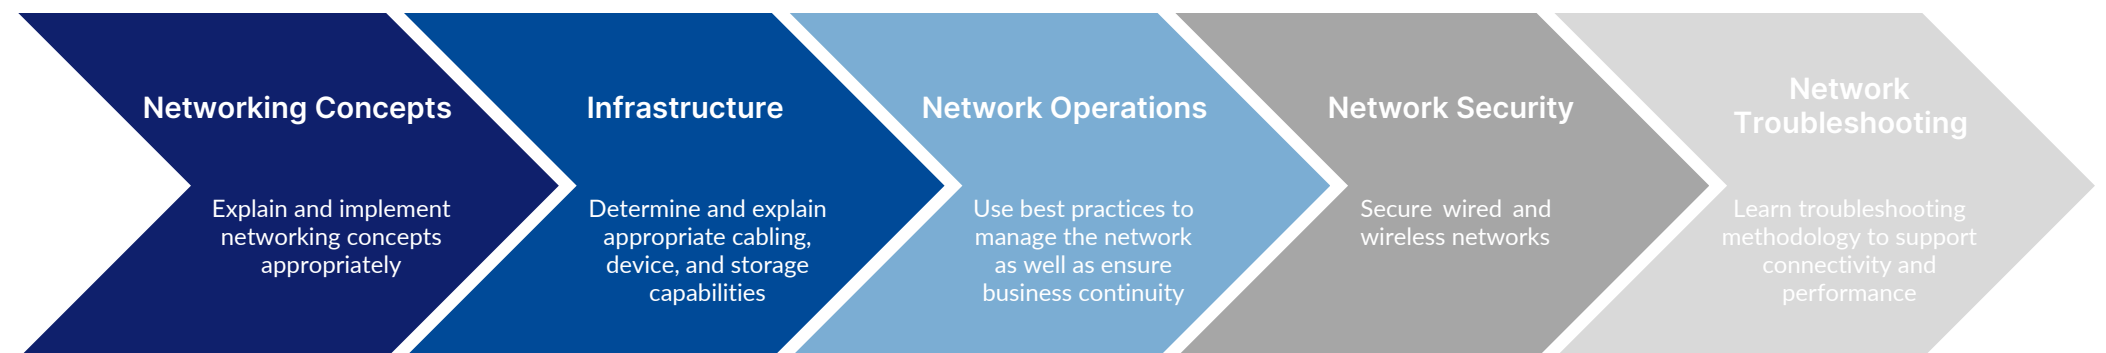 Networking Concepts
Explain and implement
networking concepts
appropriately
Infrastructure
Determine and explain
appropriate cabling,
device, and storage
capabilities
Network Operations
Use best practices to
manage the network
as well as ensure
business continuity
Network Security
Secure wired and
wireless networks
Network
Troubleshooting
Learn troubleshooting
methodology to support
connectivity and
performance